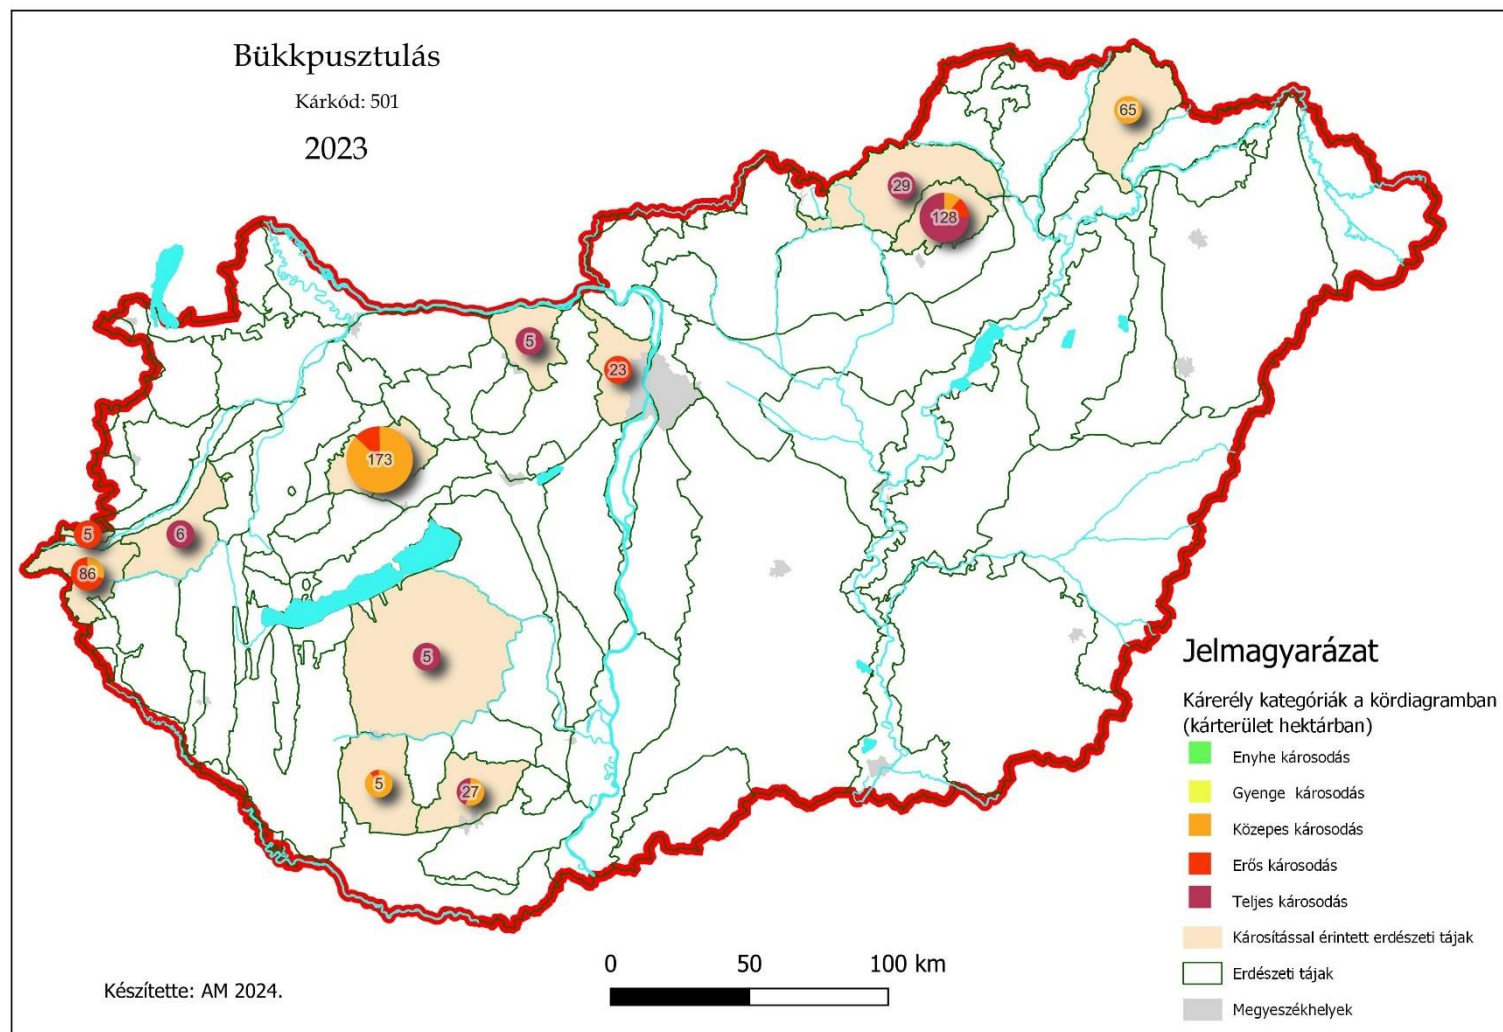 Bükkpusztulás
Kárkód: 501
2023
65
29
128
5
23
173
5
6
86
5
5
27
Jelmagyarázat
Kárerély kategóriák a kördiagramban
(kárterület hektárban)
Enyhe károsodás
Gyenge károsodás
Közepes károsodás
Erős károsodás
Teljes károsodás
Károsítással érintett erdészeti tájak
Erdészeti tájak
Megyeszékhelyek
0 50 100 km
Készítette: AM 2024.